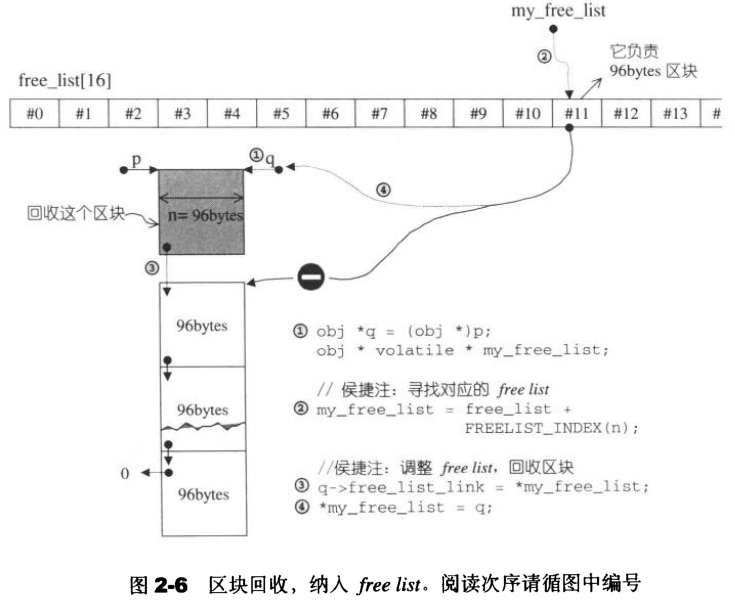 my_free_list
②
它负责
96bytes 区块
free_list[16]
#0 #1 #2 #3 #4 #5 #6 #7 #8 #9 #10 #11 #12 #13 #
p ① q
④
回收这个区块
n= 96bytes
③
96bytes
96bytes
0
96bytes
① obj *q = (obj *)p;
obj * volatile * my_free_list;
// 侯捷注：寻找对应的 free list
② my_free_list = free_list +
FREELIST_INDEX(n);
//侯捷注：调整 free list，回收区块
③ q->free_list_link = *my_free_list;
④ *my_free_list = q;
图 2-6 区块回收，纳入 free list。阅读次序请循图中编号